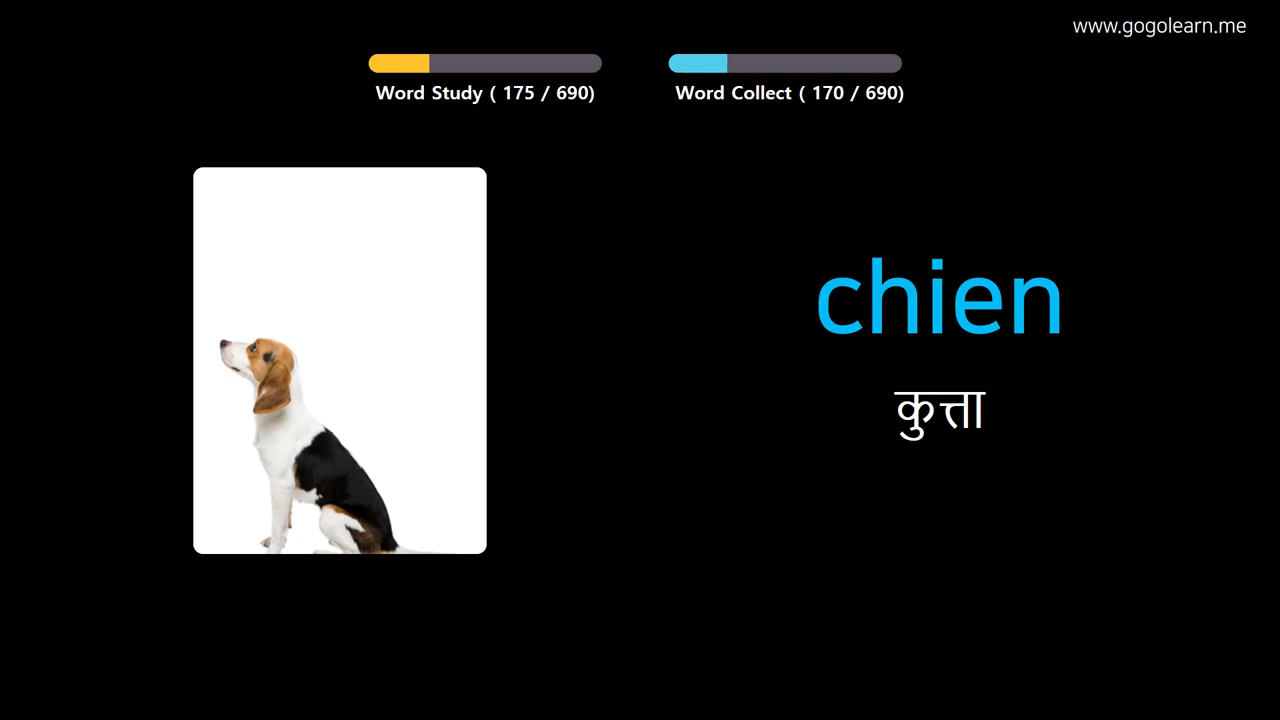 www.gogolearn.me
Word Study ( 175 / 690)
Word Collect ( 170 / 690)
chien
कुत्ता